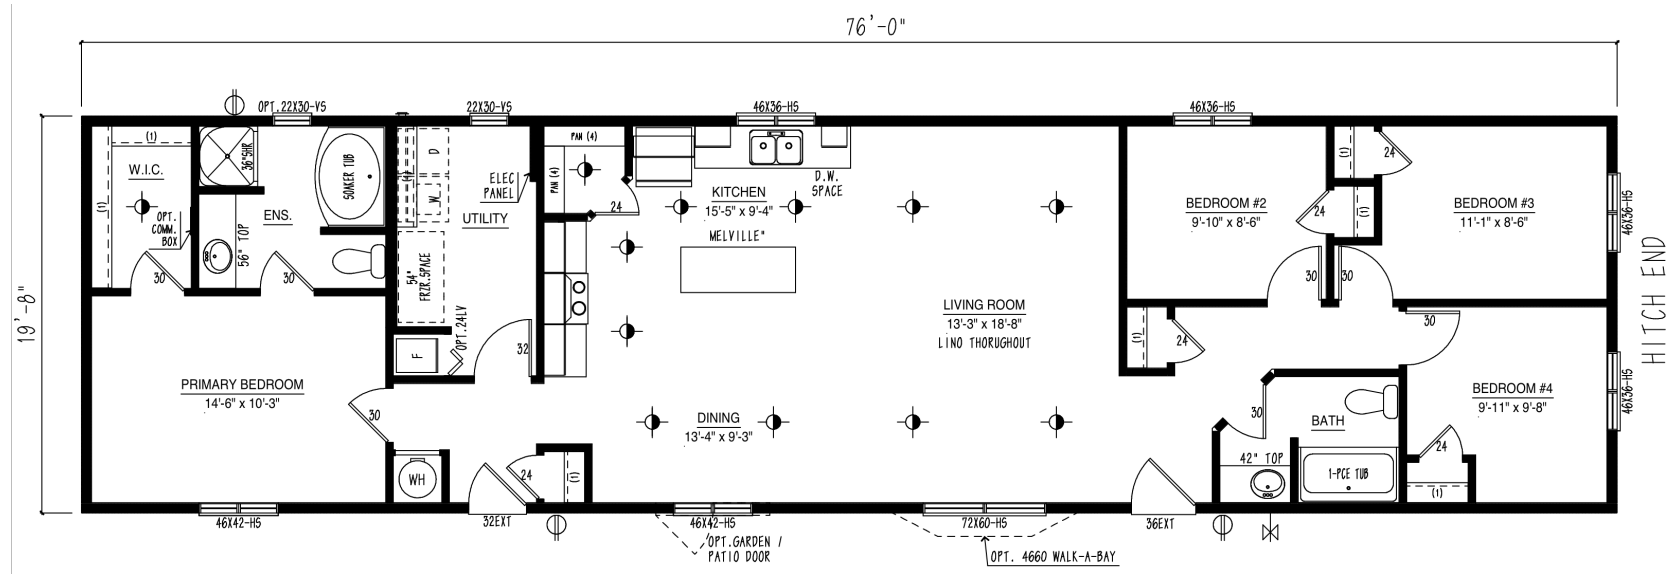 76'-0"
OPT.22X30-VS
22X30-VS
46X36-HS
46X36-HS
(1)
W.I.C.
(1)
OPT.
COMM.
BOX
30
36"SHR
SOAKER TUB
ENS.
56" TOP
30
D
W
54"
FRZR.SPACE
ELEC
PANEL
UTILITY
OPT.24LV
F
32
PAN (4)
PAN (4)
24
KITCHEN
15'-5" x 9'-4"
D.W.
SPACE
MELVILLE"
LIVING ROOM
13'-3" x 18'-8"
LINO THORUGHOUT
BEDROOM #2
9'-10" x 8'-6"
24
(1)
30
(1)
24
BEDROOM #3
11'-1" x 8'-6"
30
46X36-HS
HITCH END
19'-8"
PRIMARY BEDROOM
14'-6" x 10'-3"
30
WH
24
(1)
DINING
13'-4" x 9'-3"
(1)
24
30
30
BATH
42" TOP
1-PCE TUB
BEDROOM #4
9'-11" x 9'-8"
24
(1)
46X36-HS
46X42-HS
32EXT
46X42-HS
OPT.GARDEN /
PATIO DOOR
72X60-HS
OPT. 4660 WALK-A-BAY
36EXT